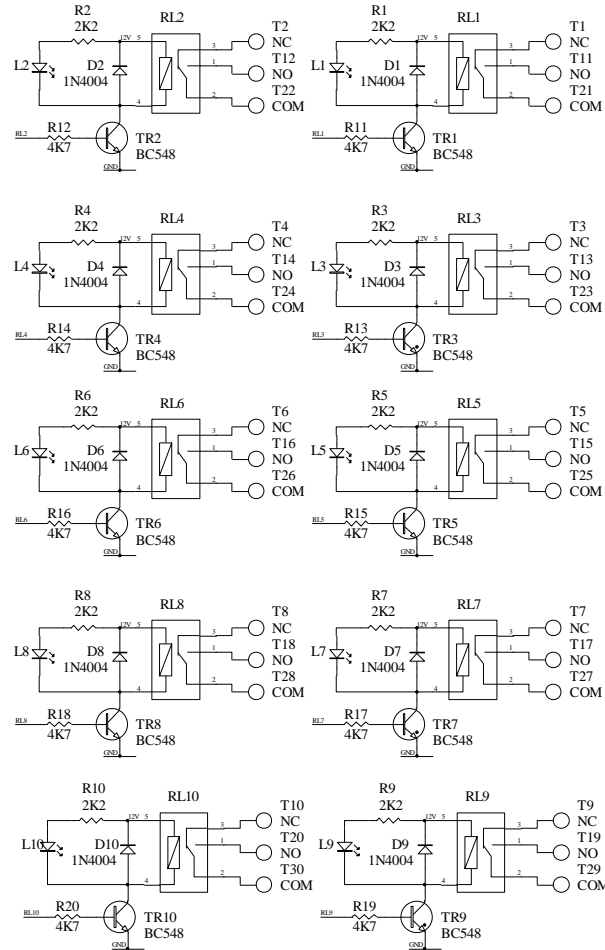 R2
2K2
12V 5
RL2
T2
NC
3
L2
D2
1N4004
T12
NO
1
T22
COM
2
4
RL2
R12
4K7
TR2
BC548
GND
R1
2K2
12V 5
RL1
T1
NC
3
L1
D1
1N4004
T11
NO
1
T21
COM
2
4
RL1
R11
4K7
TR1
BC548
GND
R4
2K2
12V 5
RL4
T4
NC
3
L4
D4
1N4004
T14
NO
1
T24
COM
2
4
RL4
R14
4K7
TR4
BC548
GND
R3
2K2
12V 5
RL3
T3
NC
3
L3
D3
1N4004
T13
NO
1
T23
COM
2
4
RL3
R13
4K7
TR3
BC548
GND
R6
2K2
12V 5
RL6
T6
NC
3
L6
D6
1N4004
T16
NO
1
T26
COM
2
4
RL6
R16
4K7
TR6
BC548
GND
R5
2K2
12V 5
RL5
T5
NC
3
L5
D5
1N4004
T15
NO
1
T25
COM
2
4
RL5
R15
4K7
TR5
BC548
GND
R8
2K2
12V 5
RL8
T8
NC
3
L8
D8
1N4004
T18
NO
1
T28
COM
2
4
RL8
R18
4K7
TR8
BC548
GND
R7
2K2
12V 5
RL7
T7
NC
3
L7
D7
1N4004
T17
NO
1
T27
COM
2
4
RL7
R17
4K7
TR7
BC548
GND
R10
2K2
12V 5
RL10
T10
NC
3
L10
D10
1N4004
T20
NO
1
T30
COM
2
4
RL10
R20
4K7
TR10
BC548
GND
R9
2K2
12V 5
RL9
T9
NC
3
L9
D9
1N4004
T19
NO
1
T29
COM
2
4
RL9
R19
4K7
TR9
BC548
GND